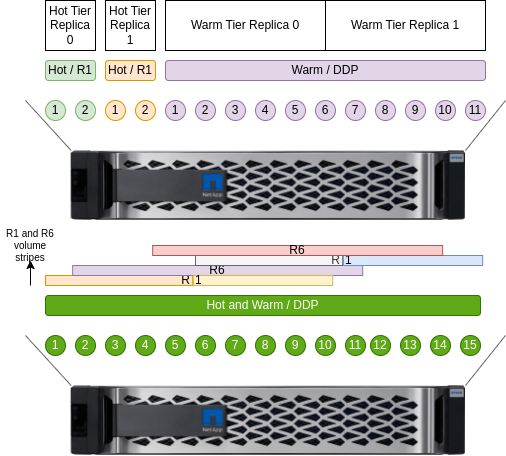 Hot Tier Replica 0
Hot Tier Replica 1
Warm Tier Replica 0
Warm Tier Replica 1
Hot / R1
Hot / R1
Warm / DDP
1 2 1 2 1 2 3 4 5 6 7 8 9 10 11
NetApp
R1 and R6
volume
stripes
R6
R 1
R6
R 1
Hot and Warm / DDP
1 2 3 4 5 6 7 8 9 10 11 12 13 14 15
NetApp